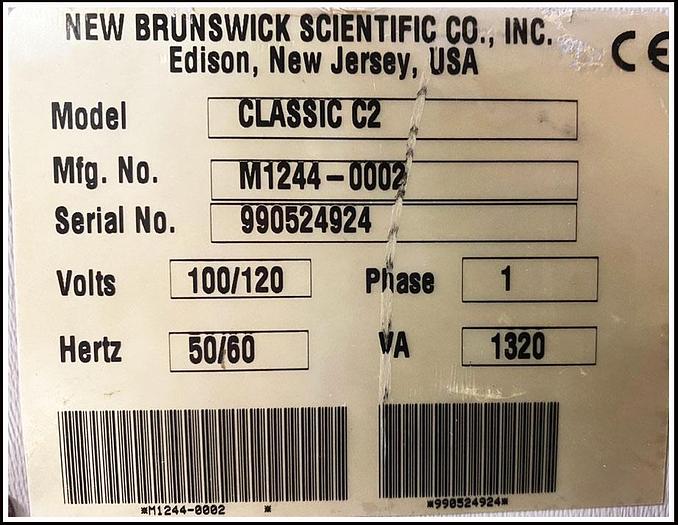 NEW BRUNSWICK SCIENTIFIC CO., INC.
Edison, New Jersey, USA
CE
Model CLASSIC C2
Mfg. No. M1244-0002
Serial No. 990524924
Volts 100/120 Phase 1
Hertz 50/60 VA 1320
*M1244-0002 * *990524924*